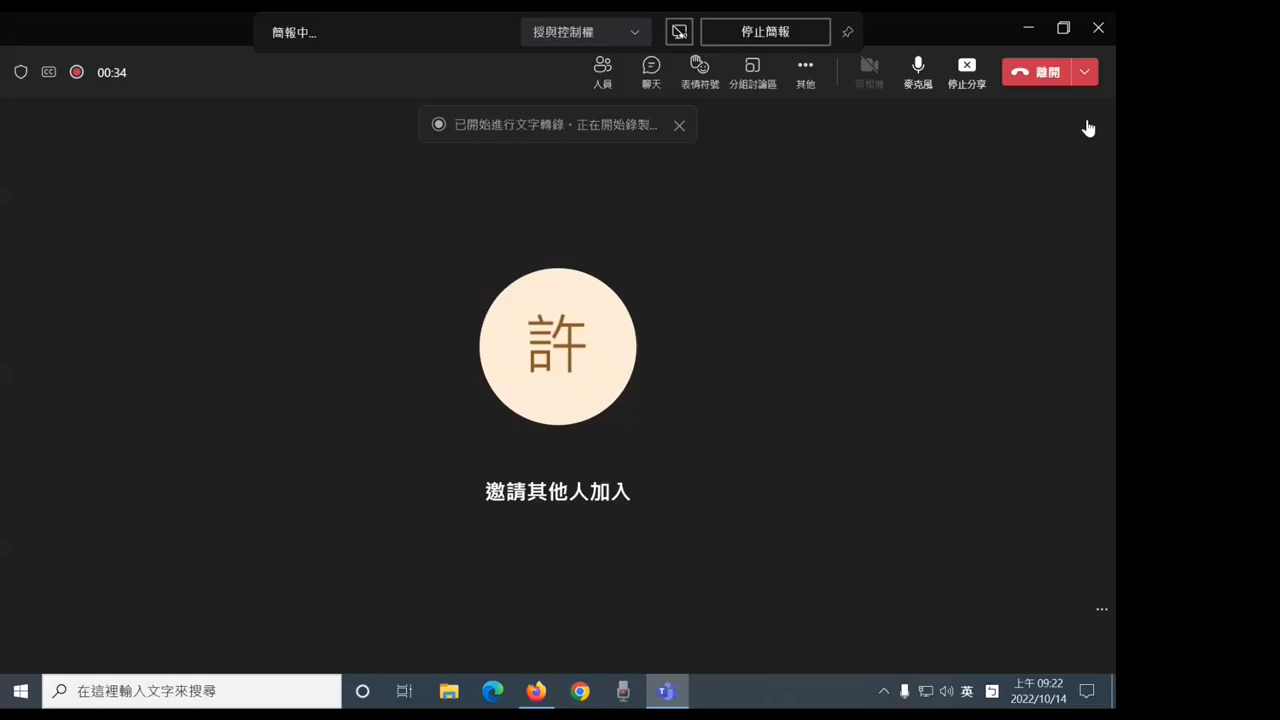 簡報中...
授與控制權
停止簡報
CC
00:34
人員
聊天
表情符號
分組討論區
其他
照相機
麥克風
停止分享
離開
已開始進行文字轉錄。正在開始錄製...
許
邀請其他人加入
在這裡輸入文字來搜尋
英
上午 09:22
2022/10/14